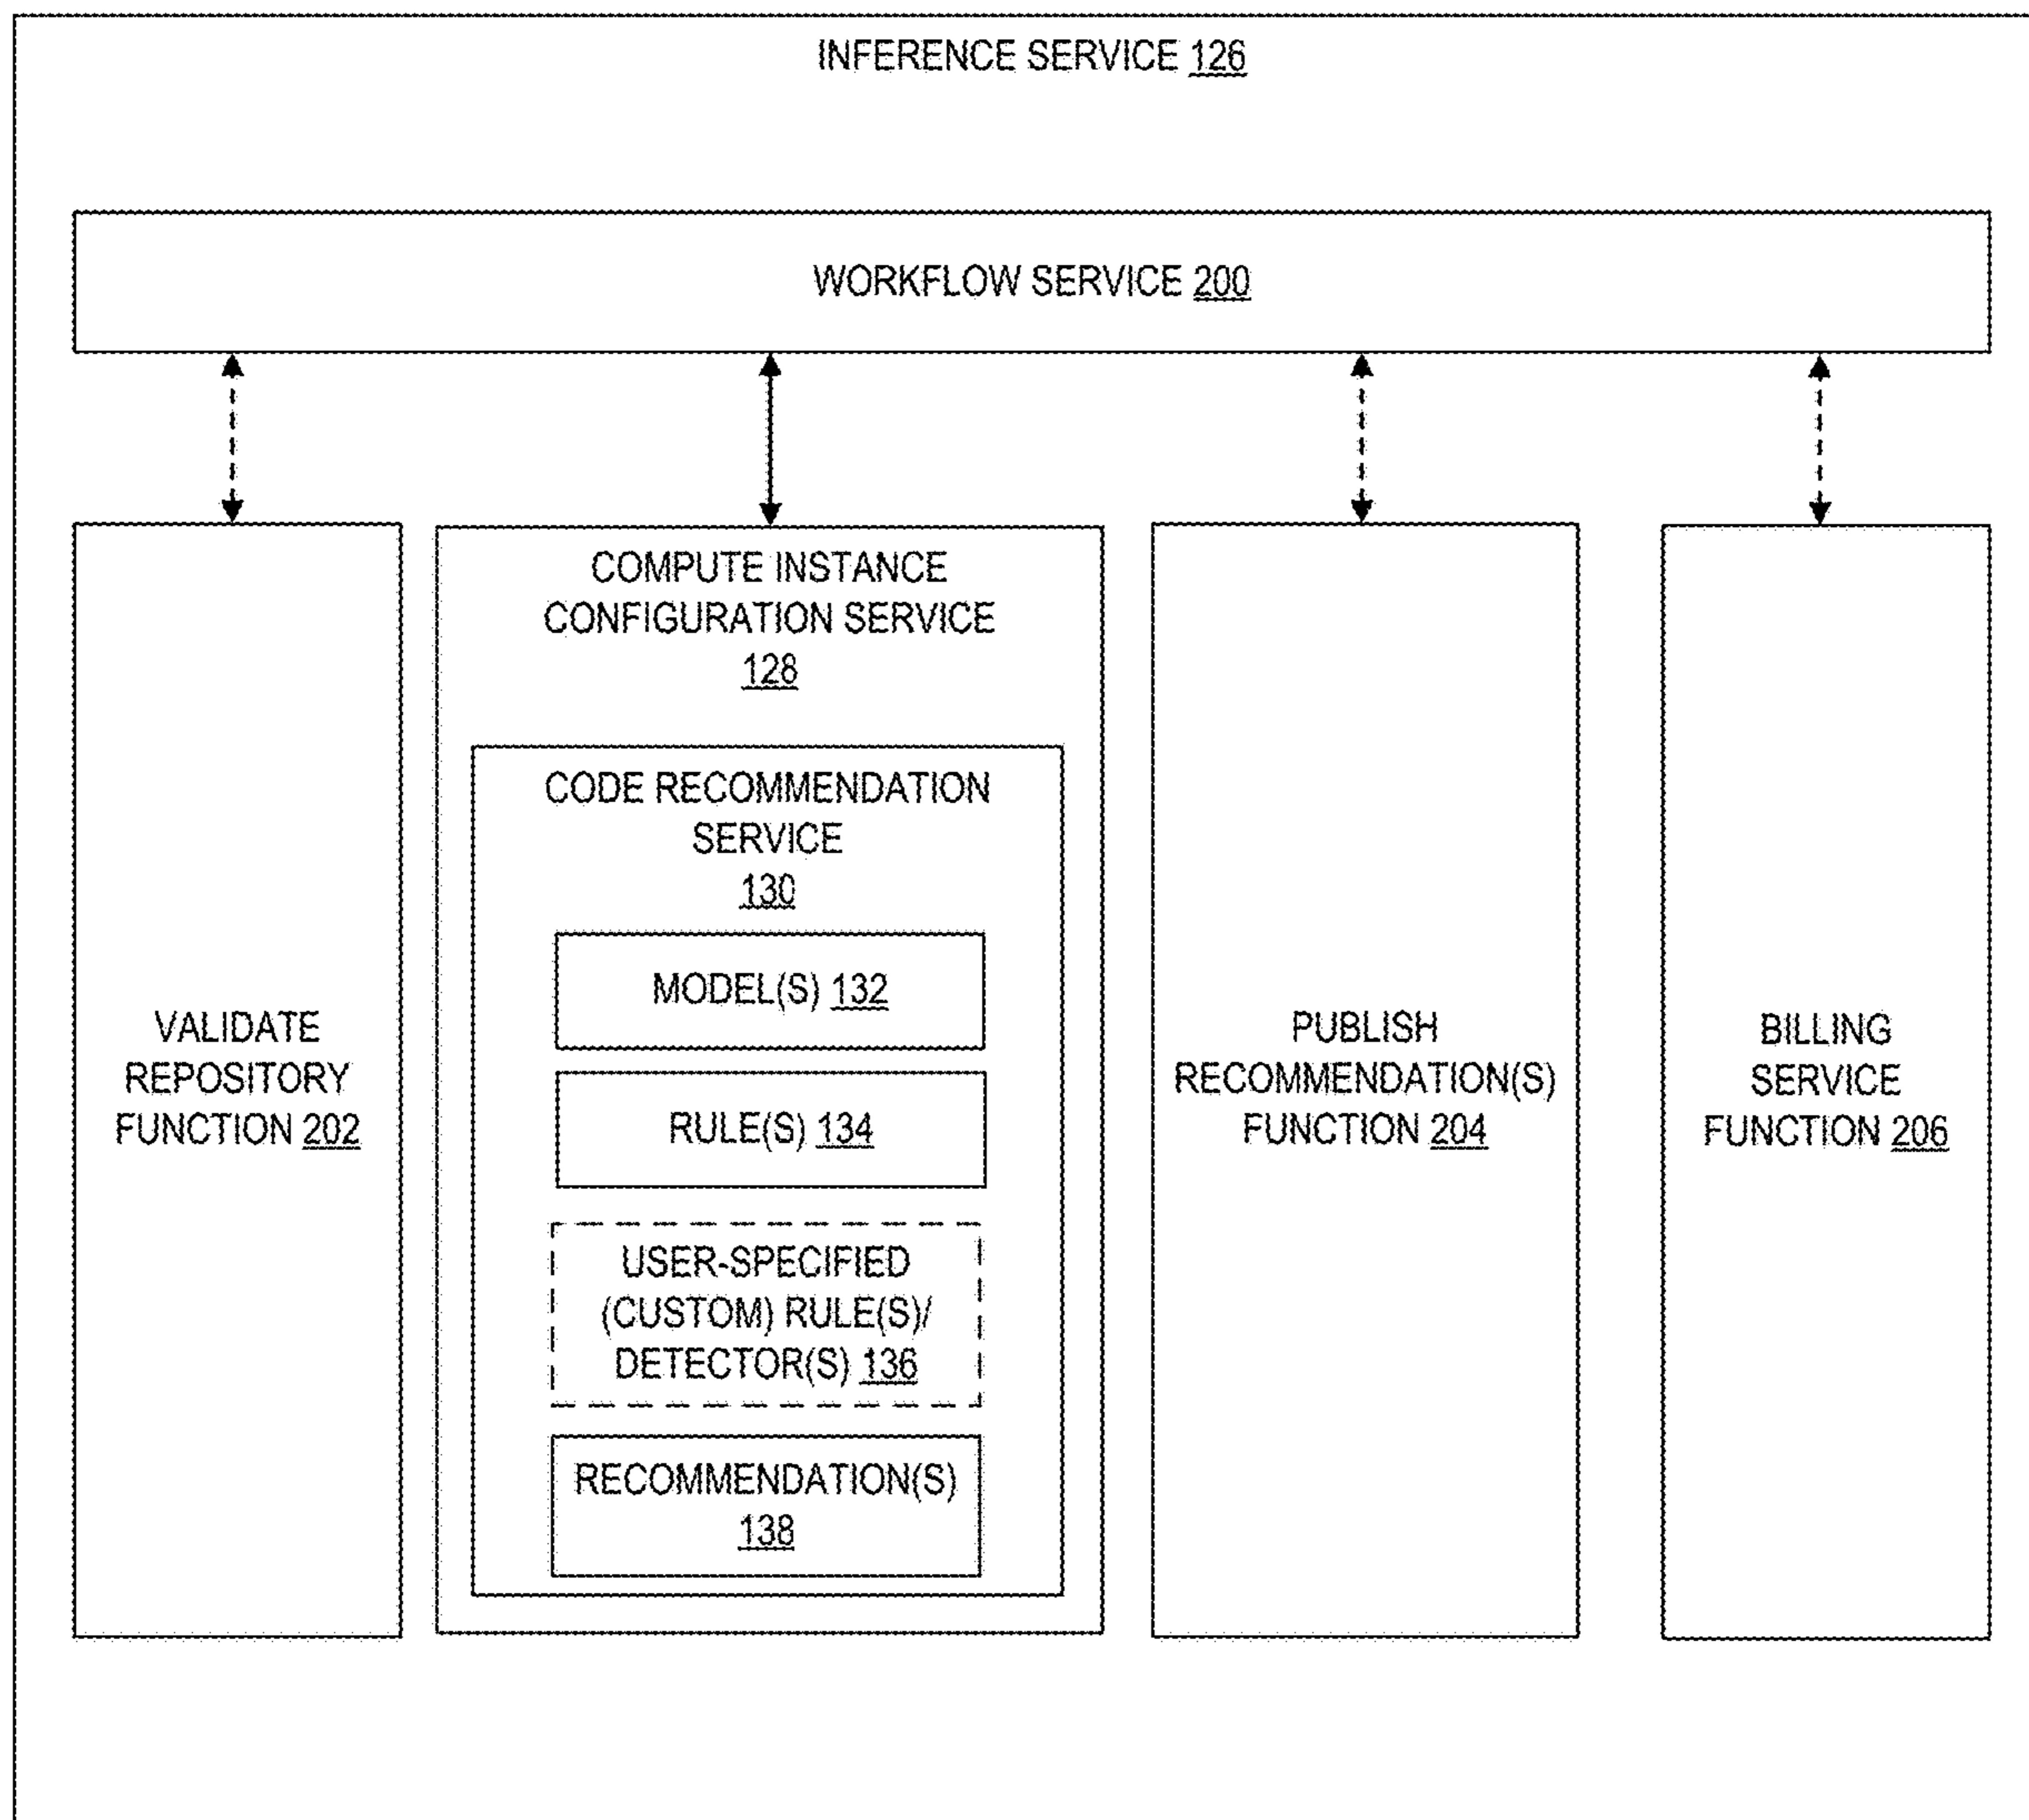 INFERENCE SERVICE 126
WORKFLOW SERVICE 200
VALIDATE
REPOSITORY
FUNCTION 202
COMPUTE INSTANCE
CONFIGURATION SERVICE
128
CODE RECOMMENDATION
SERVICE
130
MODEL(S) 132
RULE(S) 134
USER-SPECIFIED
(CUSTOM) RULE(S)/
DETECTOR(S) 136
RECOMMENDATION(S)
138
PUBLISH
RECOMMENDATION(S)
FUNCTION 204
BILLING
SERVICE
FUNCTION 206